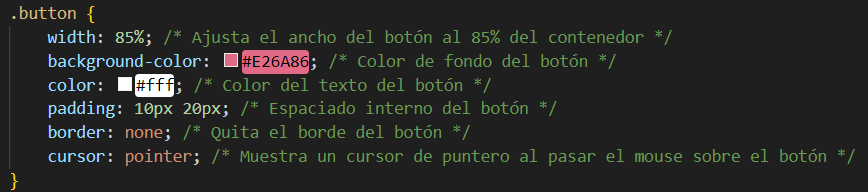 .button {
width: 85%; /* Ajusta el ancho del botón al 85% del contenedor */
background-color: #E26A86; /* Color de fondo del botón */
color: #fff; /* Color del texto del botón */
padding: 10px 20px; /* Espaciado interno del botón */
border: none; /* Quita el borde del botón */
cursor: pointer; /* Muestra un cursor de puntero al pasar el mouse sobre el botón */
}